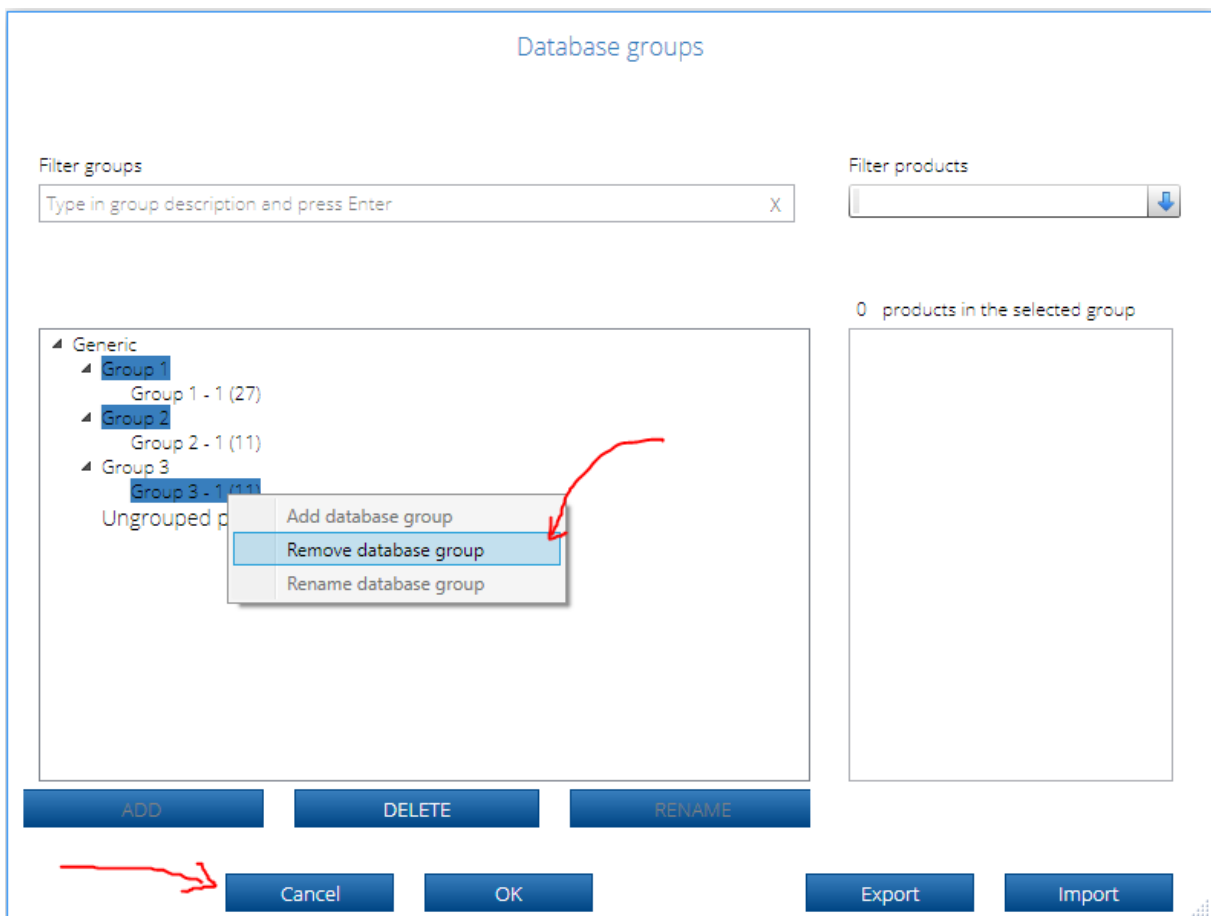 Database groups
Filter groups
Filter products
Type in group description and press Enter X
0 products in the selected group
Generic
Group 1
Group 1 - 1 (27)
Group 2
Group 2 - 1 (11)
Group 3
Group 3 - 1 (11)
Ungrouped p
Add database group
Remove database group
Rename database group
ADD
DELETE
RENAME
Cancel
OK
Export
Import